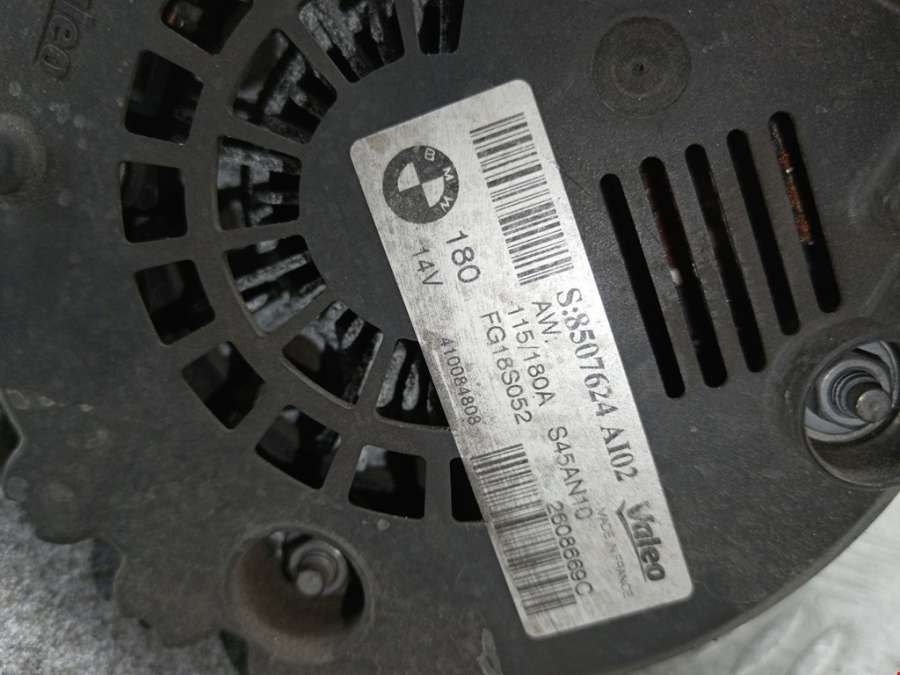 BMW
180
14V
410084808
S:8507624 AI02
AW.
115/180A
FG18S052
S45AN10
2608669C
Valeo
MADE IN FRANCE